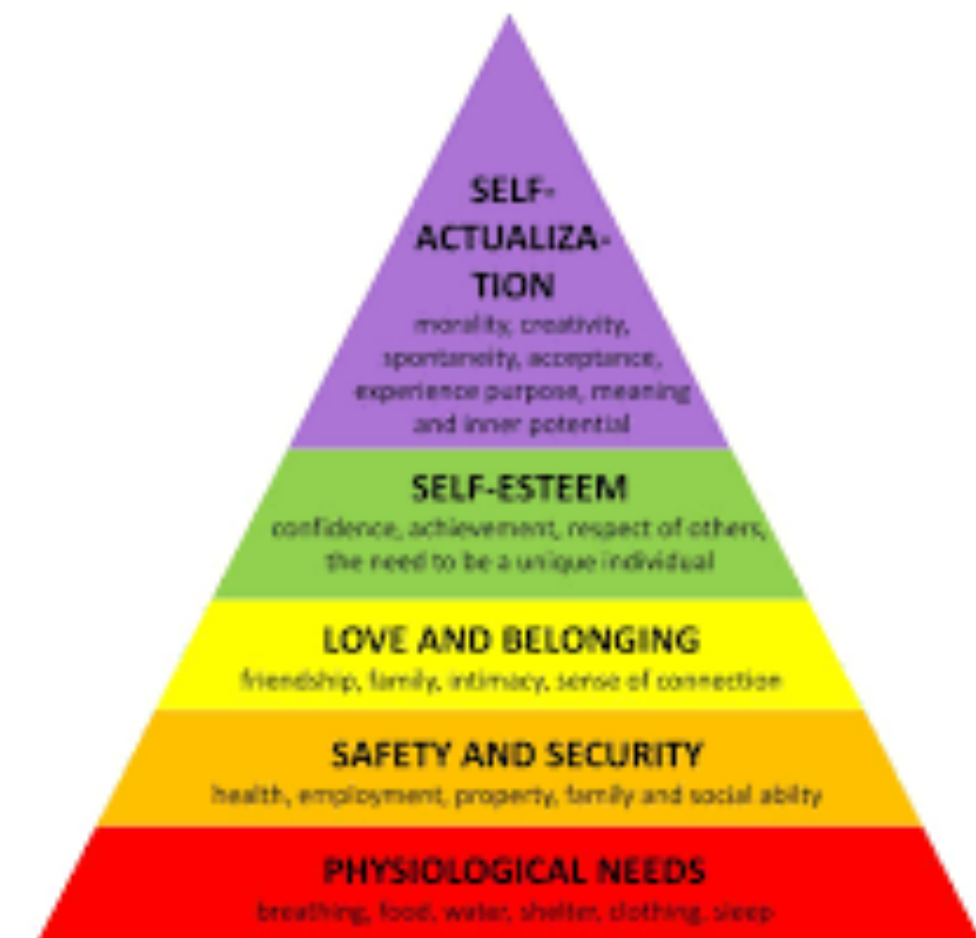 SELF-
ACTUALIZA-
TION
morality, creativity,
spontaneity, acceptance,
experience purpose, meaning
and inner potential
SELF-ESTEEM
confidence, achievement, respect of others,
the need to be a unique individual
LOVE AND BELONGING
friendship, family, intimacy, sense of connection
SAFETY AND SECURITY
health, employment, property, family and social abilty
PHYSIOLOGICAL NEEDS
breathing, food, water, shelter, clothing, sleep